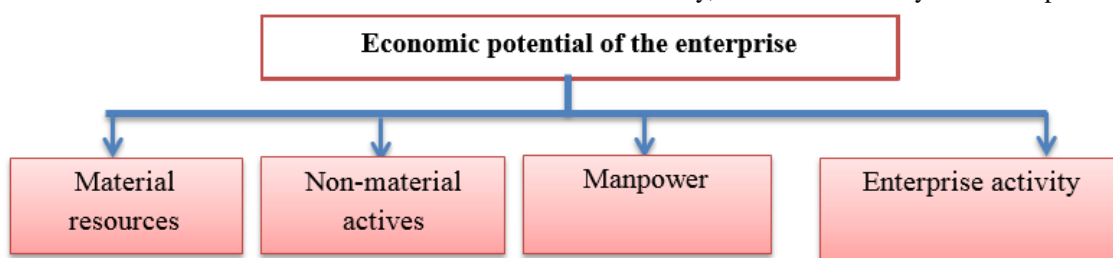 Economic potential of the enterprise
Material
resources
Non-material
actives
Manpower
Enterprise activity